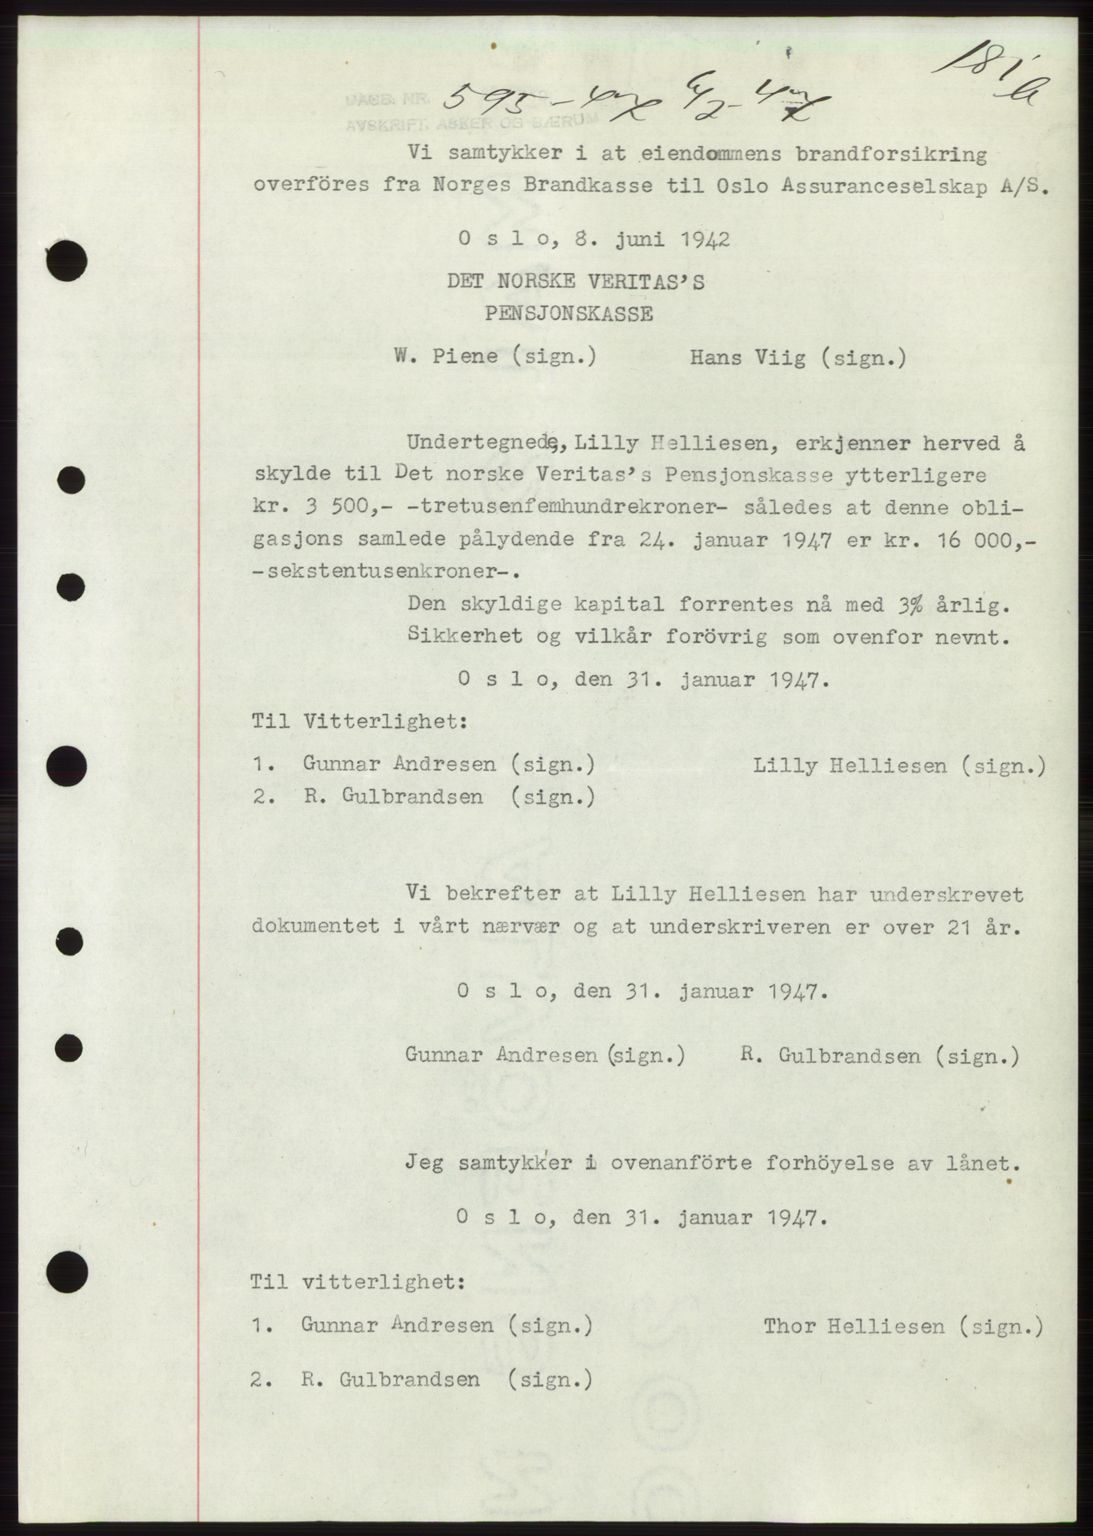 181 b
595-47 6/2-47
DAGB. NR.
AVSKRIFT. ASKER OG BÆRUM
Vi samtykker i at eiendommens brandforsikring
overföres fra Norges Brandkasse til Oslo Assuranceselskap A/S.
O s l o, 8. juni 1942
DET NORSKE VERITAS'S
PENSJONSKASSE
W. Piene (sign.) Hans Viig (sign.)
Undertegnede, Lilly Helliesen, erkjenner herved å
skylde til Det norske Veritas's Pensjonskasse ytterligere
kr. 3 500,- -tretusenfemhundrekroner- således at denne obli-
gasjons samlede pålydende fra 24. januar 1947 er kr. 16 000,-
-sekstentusenkroner-.
Den skyldige kapital forrentes nå med 3% årlig.
Sikkerhet og vilkår forövrig som ovenfor nevnt.
O s l o, den 31. januar 1947.
Til Vitterlighet:
1. Gunnar Andresen (sign.) Lilly Helliesen (sign.)
2. R. Gulbrandsen (sign.)
Vi bekrefter at Lilly Helliesen har underskrevet
dokumentet i vårt nærvær og at underskriveren er over 21 år.
O s l o, den 31. januar 1947.
Gunnar Andresen (sign.) R. Gulbrandsen (sign.)
Jeg samtykker i ovenanförte forhöyelse av lånet.
O s l o, den 31. januar 1947.
Til vitterlighet:
1. Gunnar Andresen (sign.) Thor Helliesen (sign.)
2. R. Gulbrandsen (sign.)